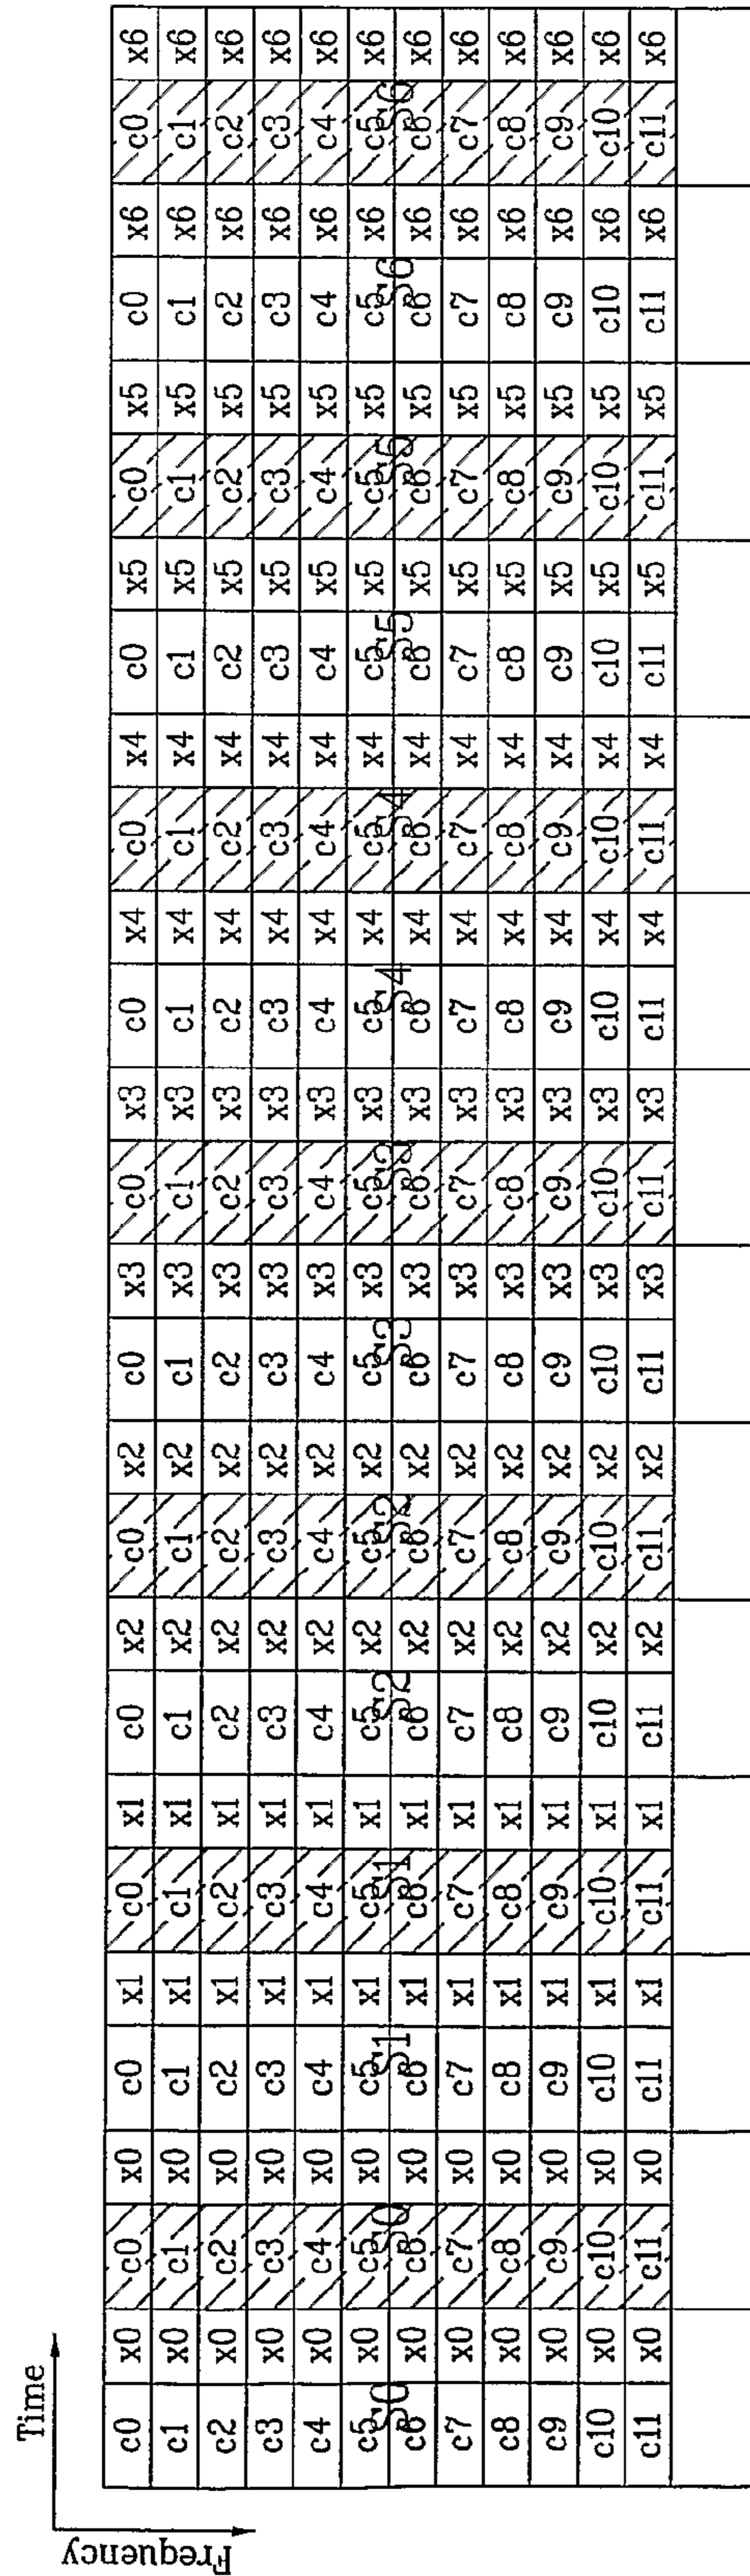 Time
Frequency
c0 x0 c0 x0 c0 x1 c0 x1 c0 x2 c0 x2 c0 x3 c0 x3 c0 x4 c0 x4 c0 x5 c0 x5 c0 x6 c0 x6
c1 x0 c1 x0 c1 x1 c1 x1 c1 x2 c1 x2 c1 x3 c1 x3 c1 x4 c1 x4 c1 x5 c1 x5 c1 x6 c1 x6
c2 x0 c2 x0 c2 x1 c2 x1 c2 x2 c2 x2 c2 x3 c2 x3 c2 x4 c2 x4 c2 x5 c2 x5 c2 x6 c2 x6
c3 x0 c3 x0 c3 x1 c3 x1 c3 x2 c3 x2 c3 x3 c3 x3 c3 x4 c3 x4 c3 x5 c3 x5 c3 x6 c3 x6
c4 x0 c4 x0 c4 x1 c4 x1 c4 x2 c4 x2 c4 x3 c4 x3 c4 x4 c4 x4 c4 x5 c4 x5 c4 x6 c4 x6
c5 x0 c5 x0 c5 x1 c5 x1 c5 x2 c5 x2 c5 x3 c5 x3 c5 x4 c5 x4 c5 x5 c5 x5 c5 x6 c5 x6
S0 S0 S1 S1 S2 S2 S3 S3 S4 S4 S5 S5 S6 S6
c6 x0 c6 x0 c6 x1 c6 x1 c6 x2 c6 x2 c6 x3 c6 x3 c6 x4 c6 x4 c6 x5 c6 x5 c6 x6 c6 x6
c7 x0 c7 x0 c7 x1 c7 x1 c7 x2 c7 x2 c7 x3 c7 x3 c7 x4 c7 x4 c7 x5 c7 x5 c7 x6 c7 x6
c8 x0 c8 x0 c8 x1 c8 x1 c8 x2 c8 x2 c8 x3 c8 x3 c8 x4 c8 x4 c8 x5 c8 x5 c8 x6 c8 x6
c9 x0 c9 x0 c9 x1 c9 x1 c9 x2 c9 x2 c9 x3 c9 x3 c9 x4 c9 x4 c9 x5 c9 x5 c9 x6 c9 x6
c10 x0 c10 x0 c10 x1 c10 x1 c10 x2 c10 x2 c10 x3 c10 x3 c10 x4 c10 x4 c10 x5 c10 x5 c10 x6 c10 x6
c11 x0 c11 x0 c11 x1 c11 x1 c11 x2 c11 x2 c11 x3 c11 x3 c11 x4 c11 x4 c11 x5 c11 x5 c11 x6 c11 x6